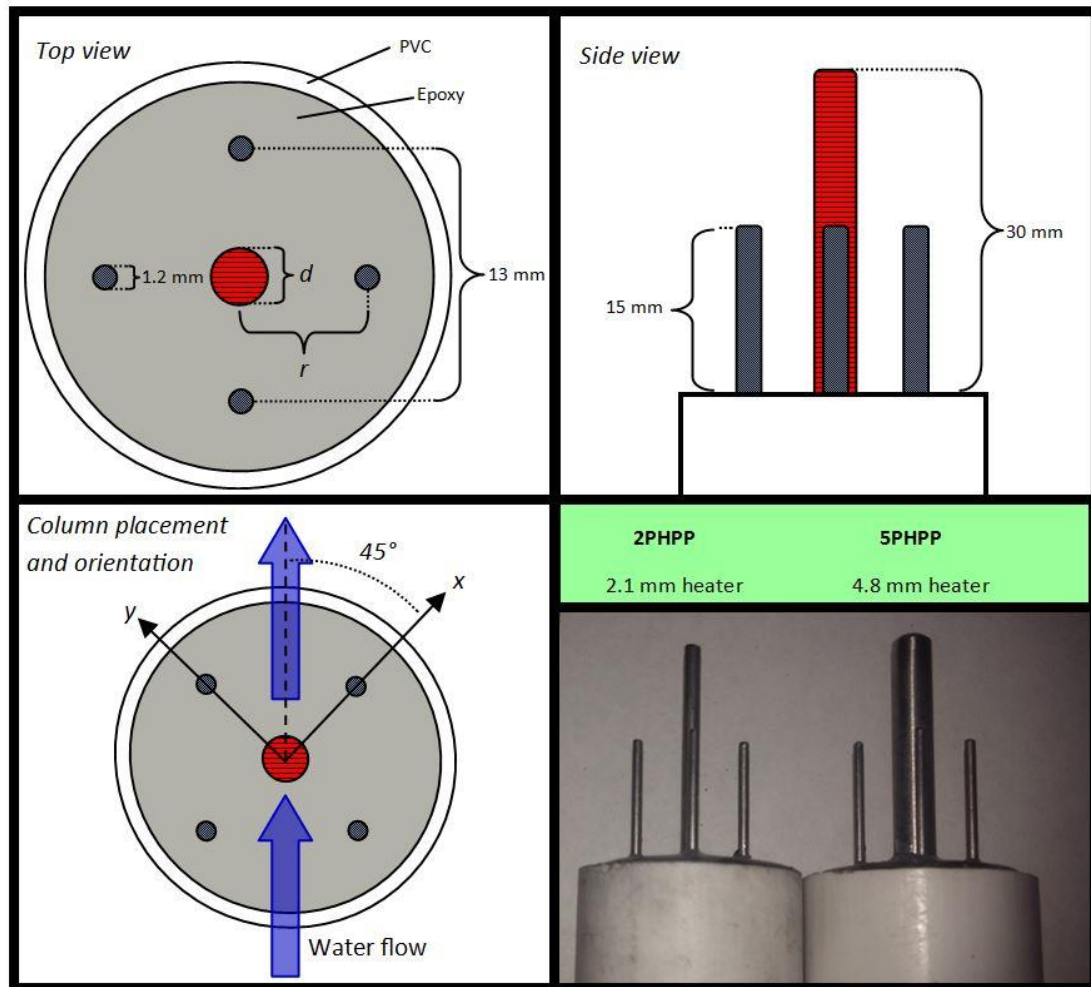 Top view
PVC
Epoxy
1.2 mm
d
13 mm
r
Side view
30 mm
15 mm
Column placement
and orientation
45°
x
y
Water flow
2PHPP 5PHPP
2.1 mm heater 4.8 mm heater